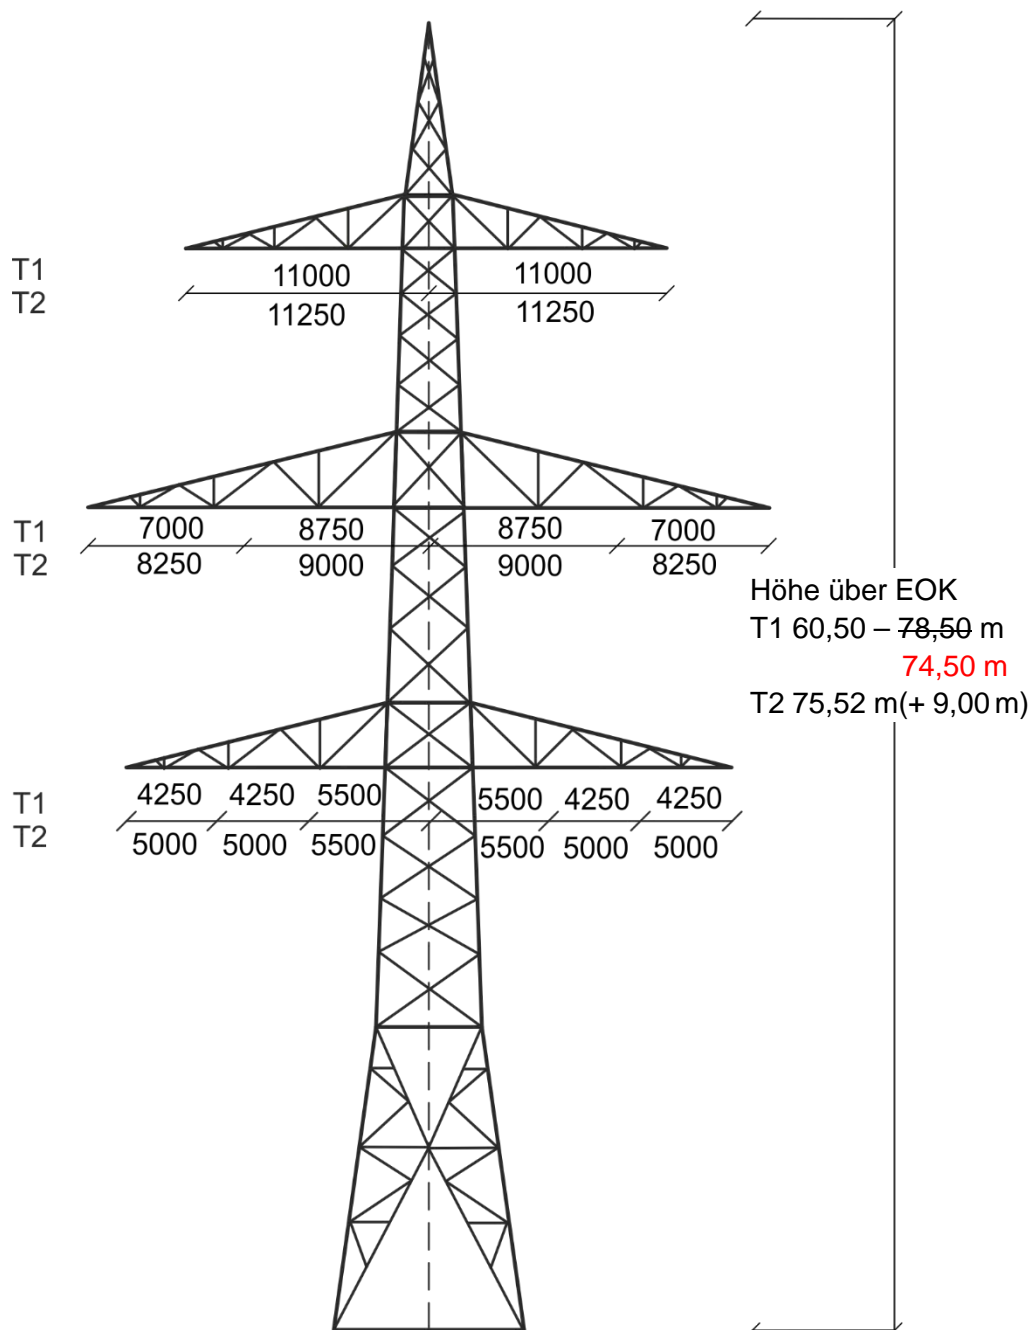 T1 11000 11000
T2 11250 11250
T1 7000 8750 8750 7000
T2 8250 9000 9000 8250
Höhe über EOK
T1 60,50 – 78,50 m
74,50 m
T2 75,52 m(+ 9,00 m)
T1 4250 4250 5500 5500 4250 4250
T2 5000 5000 5500 5500 5000 5000